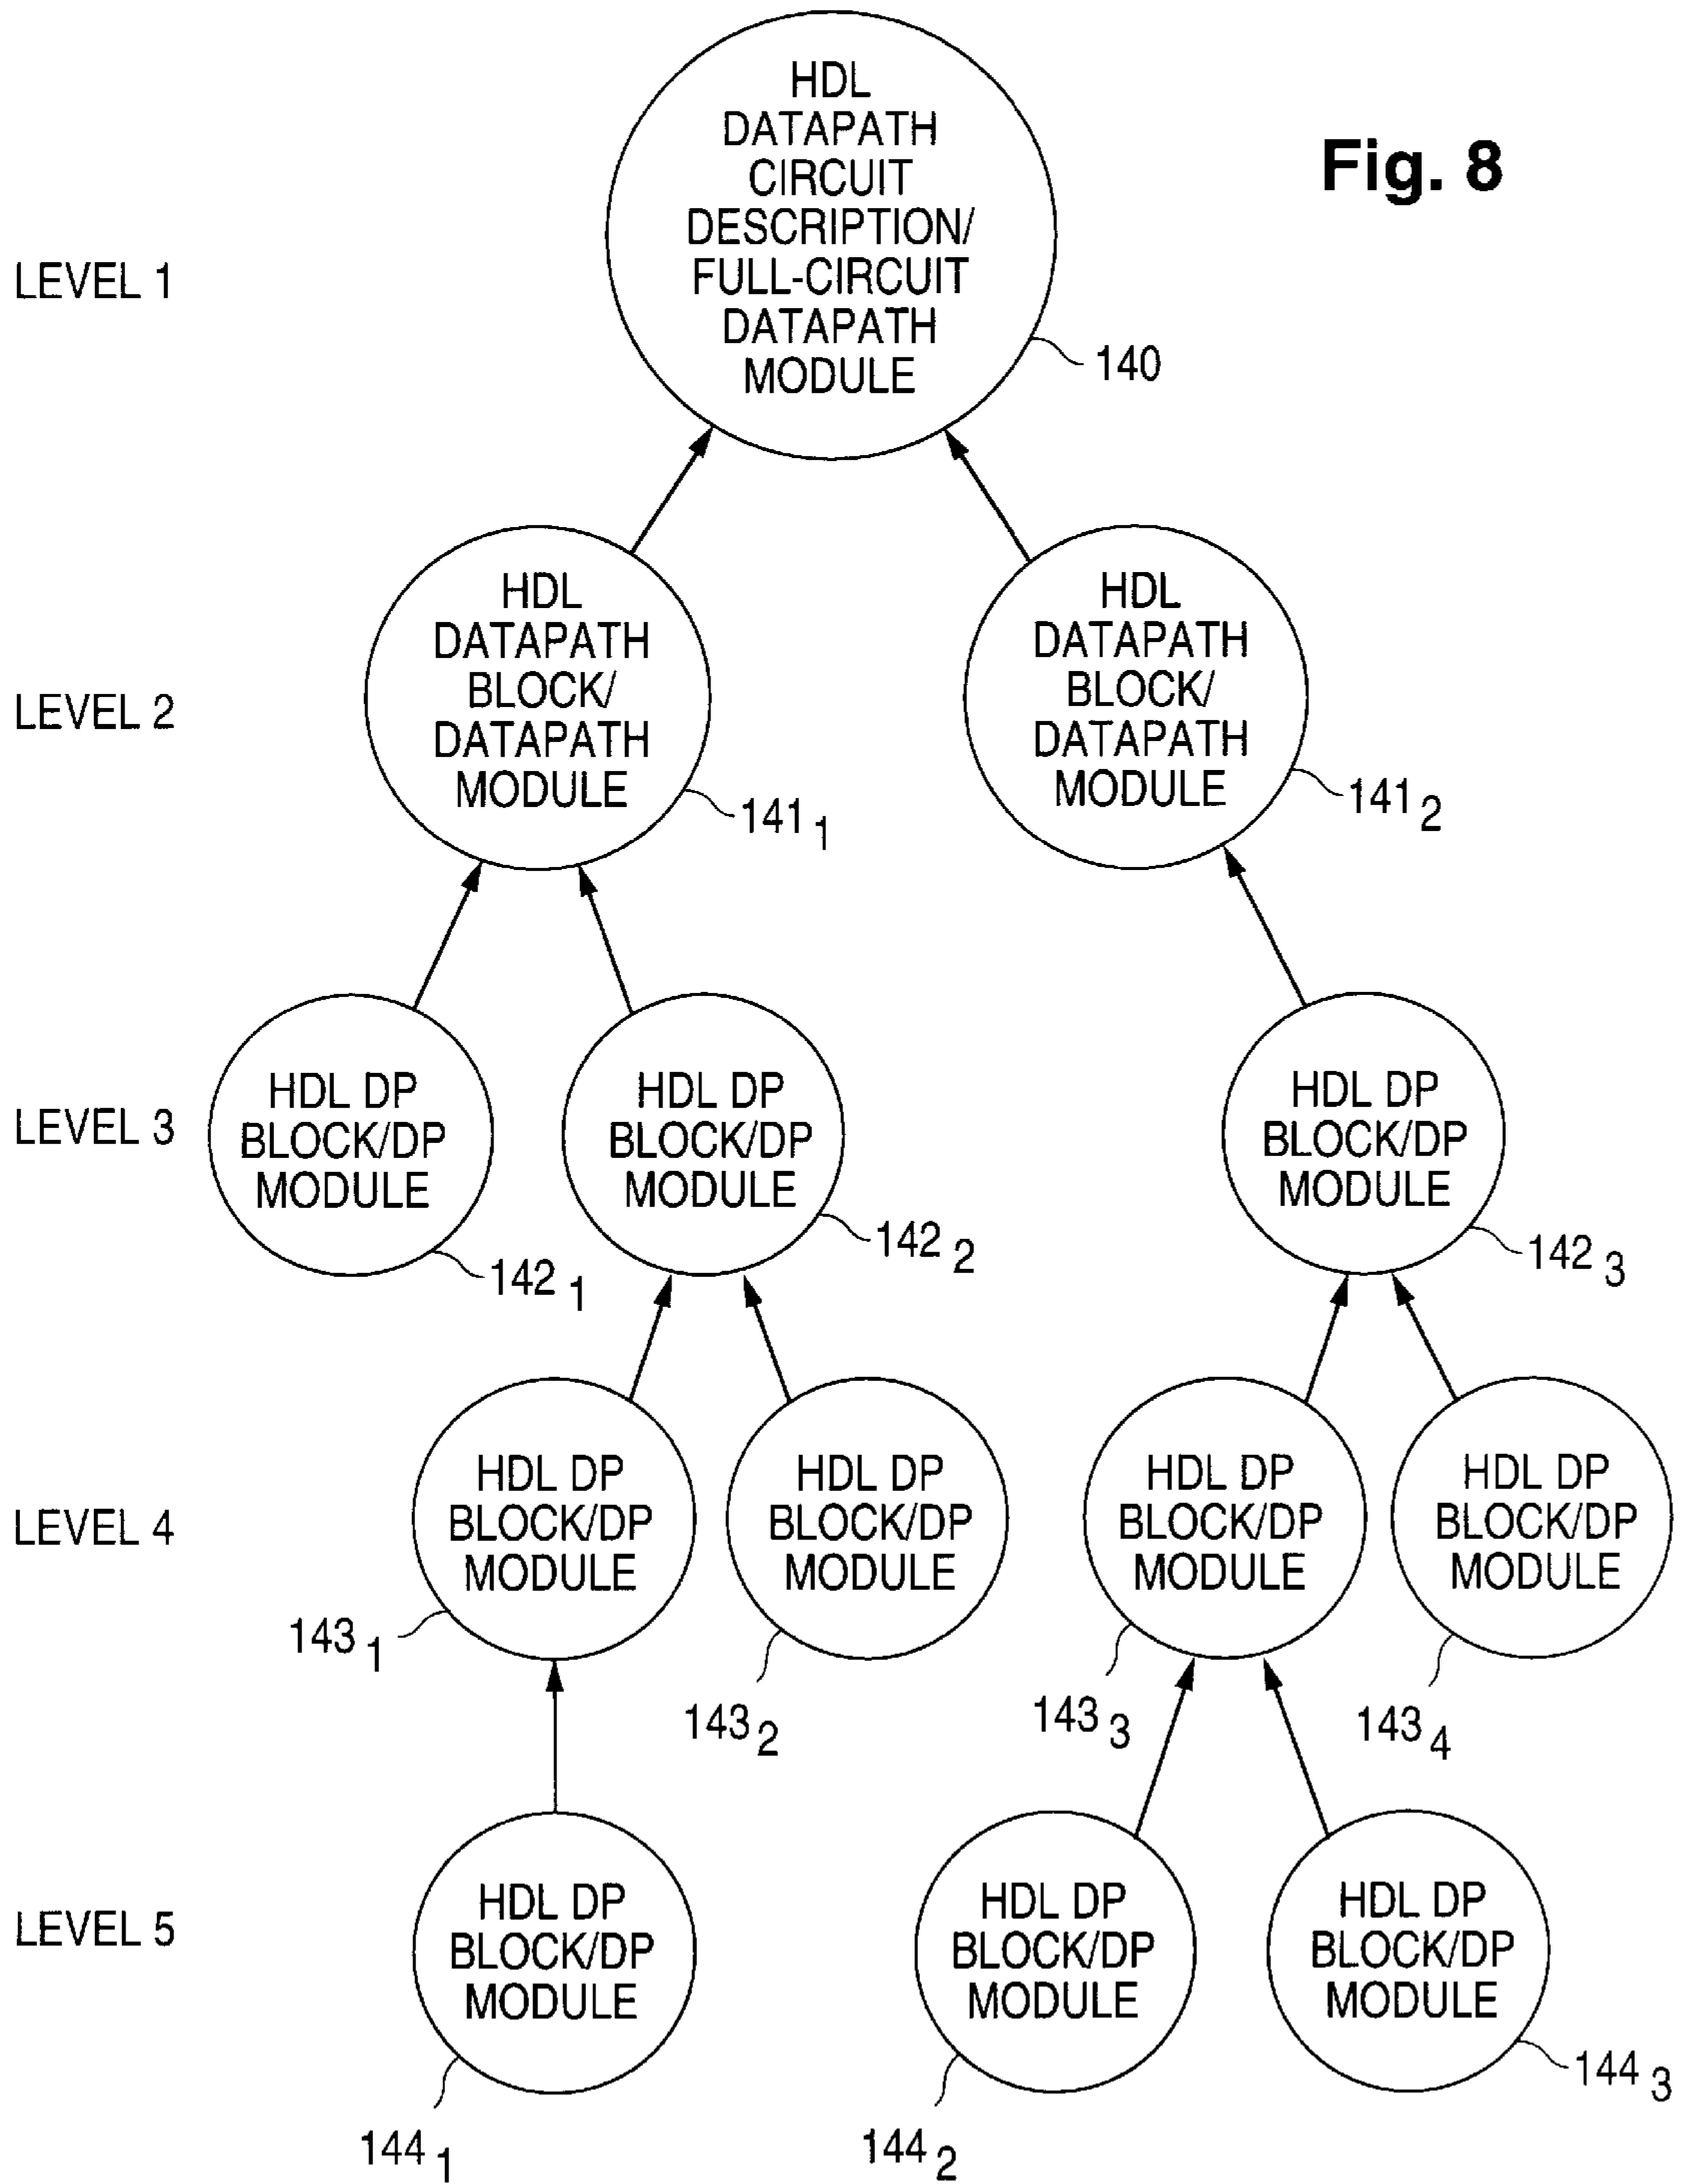 Fig. 8
HDL
DATAPATH
CIRCUIT
DESCRIPTION/
FULL-CIRCUIT
DATAPATH
MODULE
LEVEL 1
140
HDL
DATAPATH
BLOCK/
DATAPATH
MODULE
HDL
DATAPATH
BLOCK/
DATAPATH
MODULE
LEVEL 2
141 1
141 2
LEVEL 3
HDL DP
BLOCK/DP
MODULE
HDL DP
BLOCK/DP
MODULE
HDL DP
BLOCK/DP
MODULE
142 1
142 2
142 3
LEVEL 4
HDL DP
BLOCK/DP
MODULE
HDL DP
BLOCK/DP
MODULE
HDL DP
BLOCK/DP
MODULE
HDL DP
BLOCK/DP
MODULE
143 1
143 2
143 3
143 4
LEVEL 5
HDL DP
BLOCK/DP
MODULE
HDL DP
BLOCK/DP
MODULE
HDL DP
BLOCK/DP
MODULE
144 1
144 2
144 3